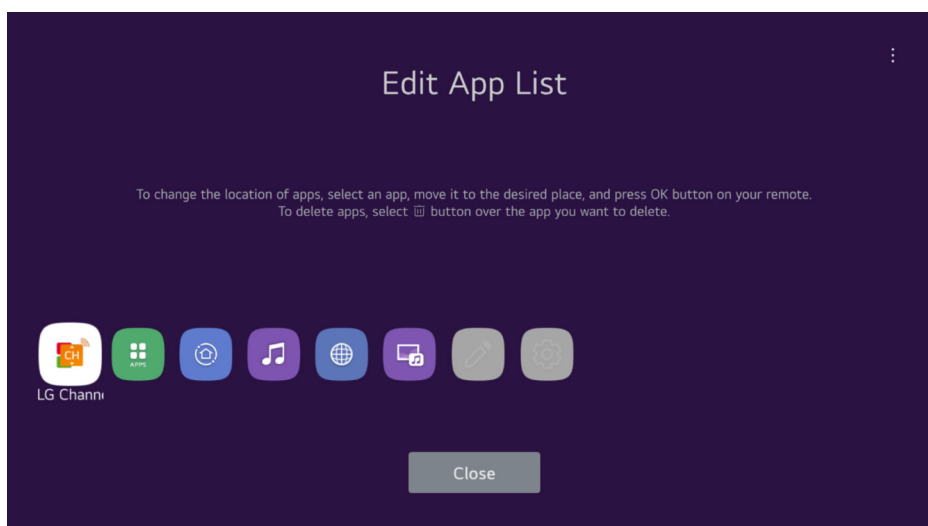 Edit App List
To change the location of apps, select an app, move it to the desired place, and press OK button on your remote.
To delete apps, select button over the app you want to delete.
CH
APPS
LG Channe
Close